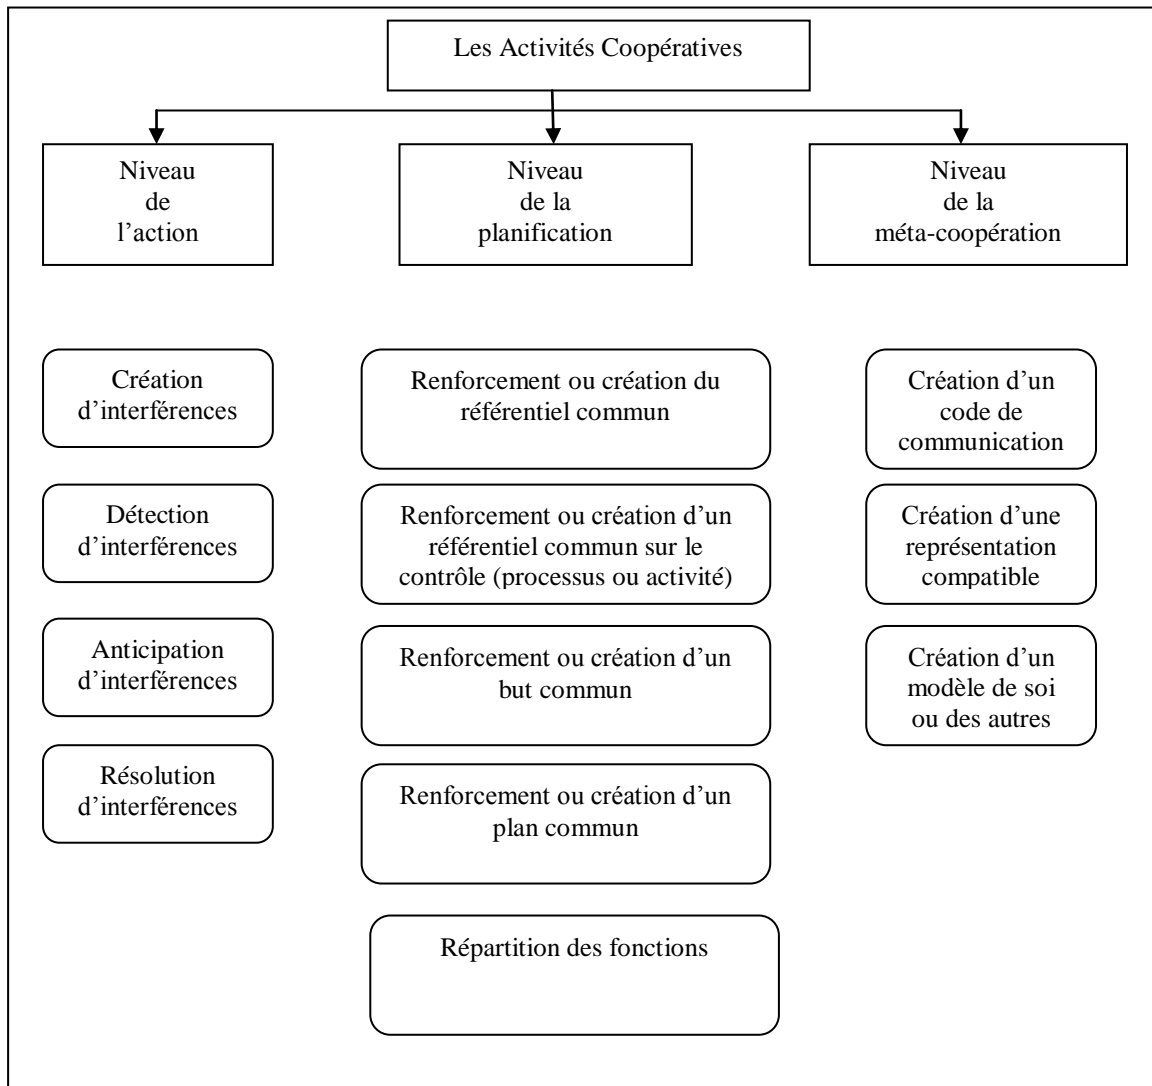 Les Activités Coopératives
Niveau
de
l’action
Niveau
de la
planification
Niveau
de la
méta-coopération
Création
d’interférences
Détection
d’interférences
Anticipation
d’interférences
Résolution
d’interférences
Renforcement ou création du
référentiel commun
Renforcement ou création d’un
référentiel commun sur le
contrôle (processus ou activité)
Renforcement ou création d’un
but commun
Renforcement ou création d’un
plan commun
Répartition des fonctions
Création d’un
code de
communication
Création d’une
représentation
compatible
Création d’un
modèle de soi
ou des autres